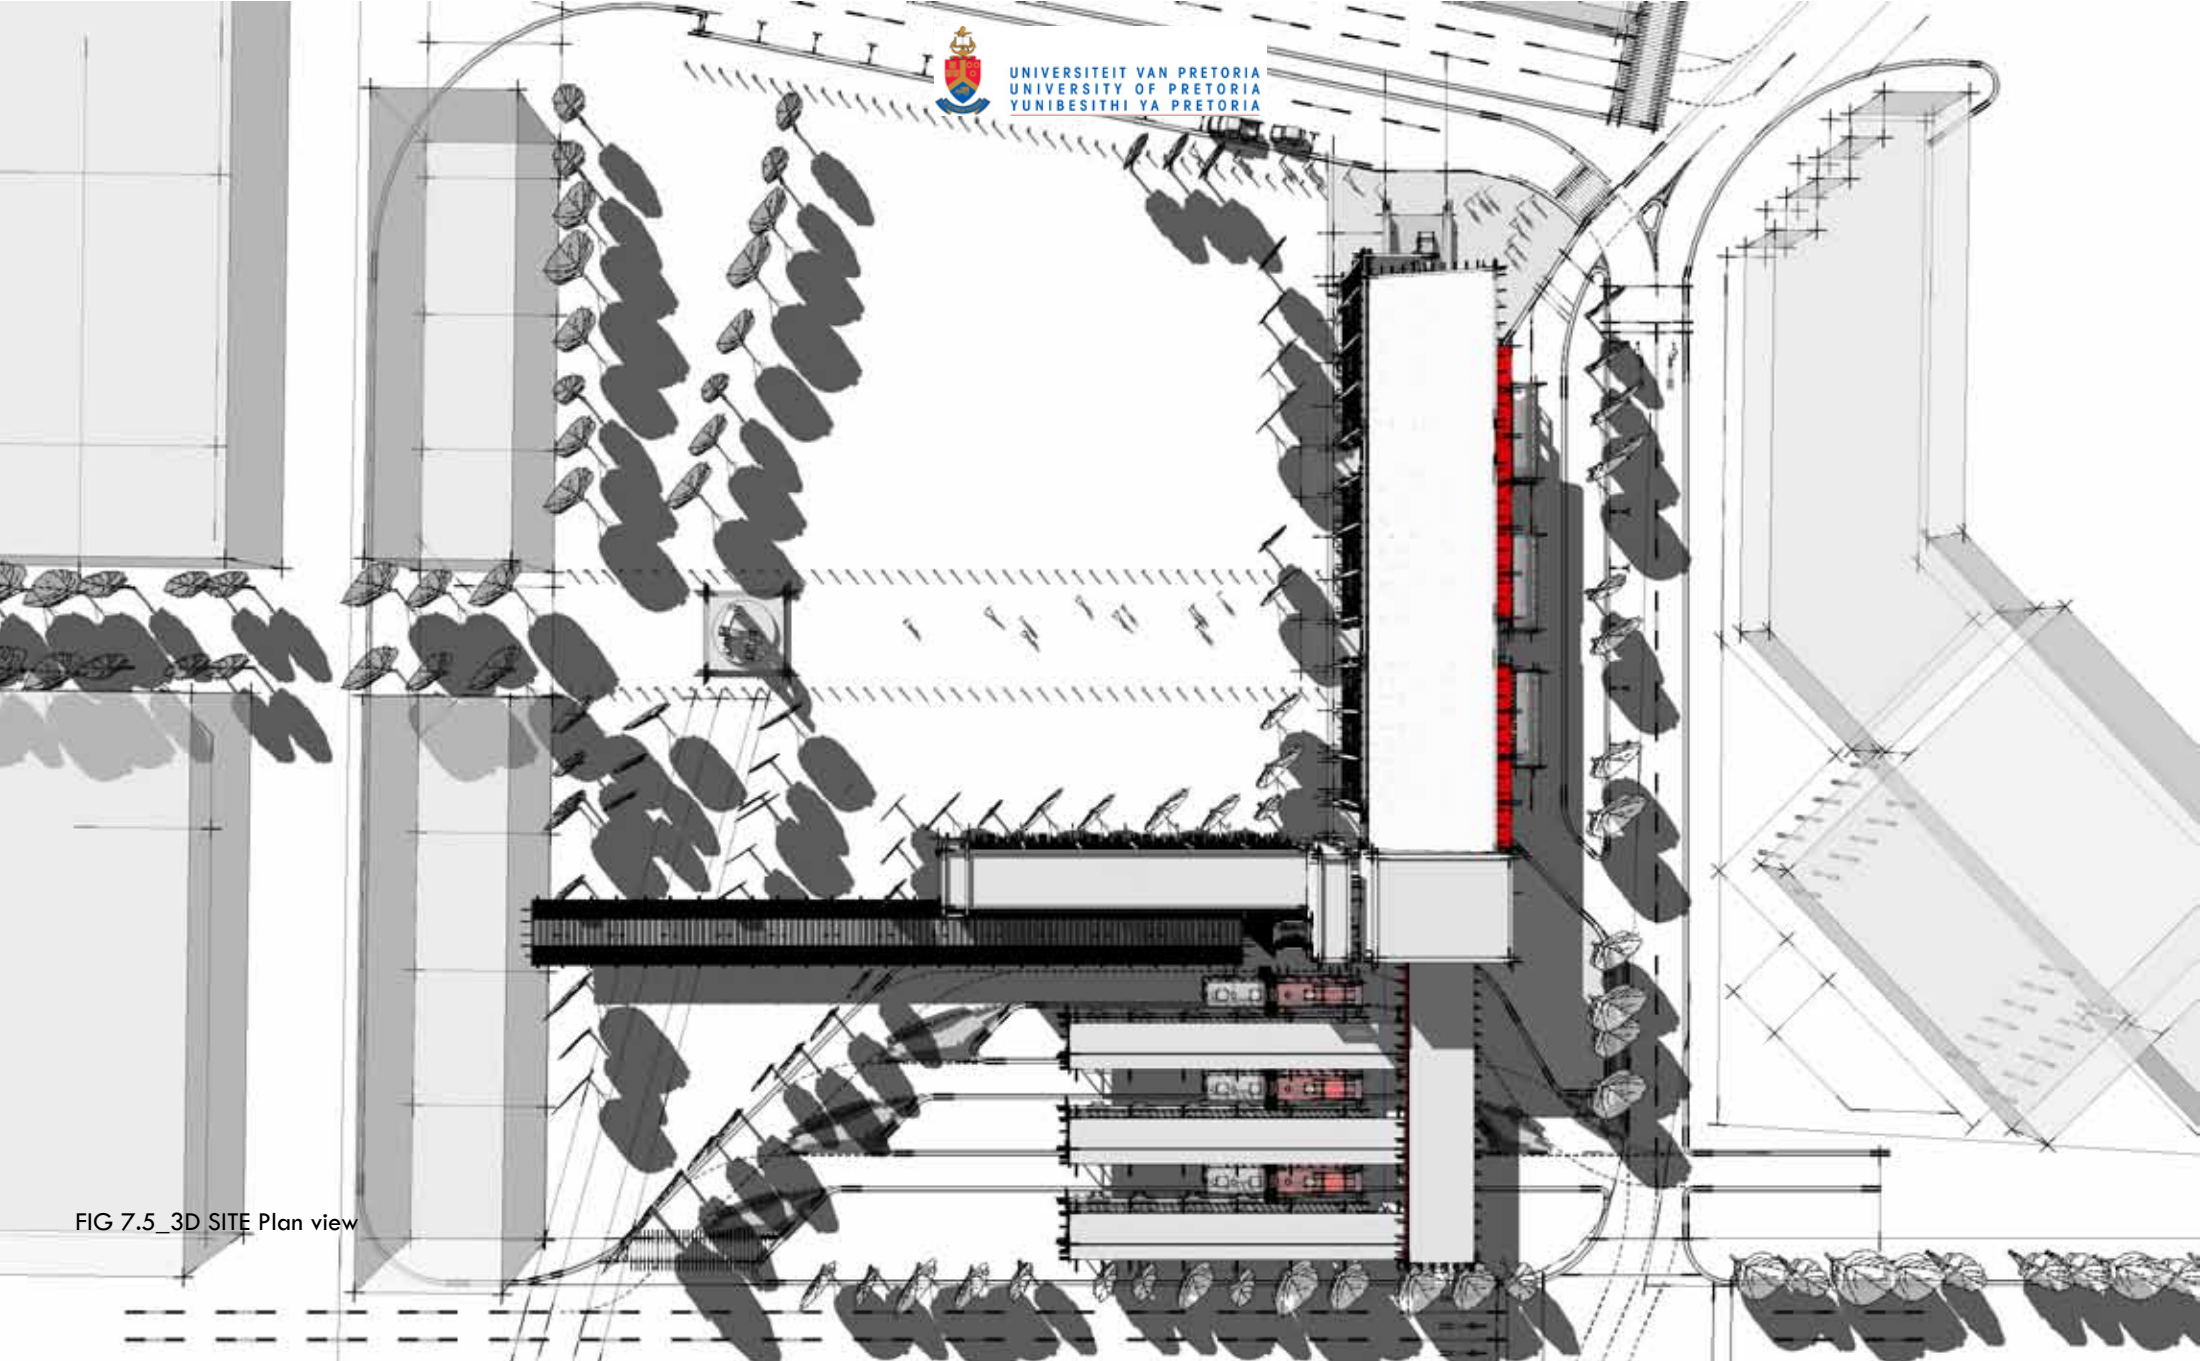 UNIVERSITEIT VAN PRETORIA
UNIVERSITY OF PRETORIA
YUNIBESITHI YA PRETORIA
FIG 7.5_3D SITE Plan view